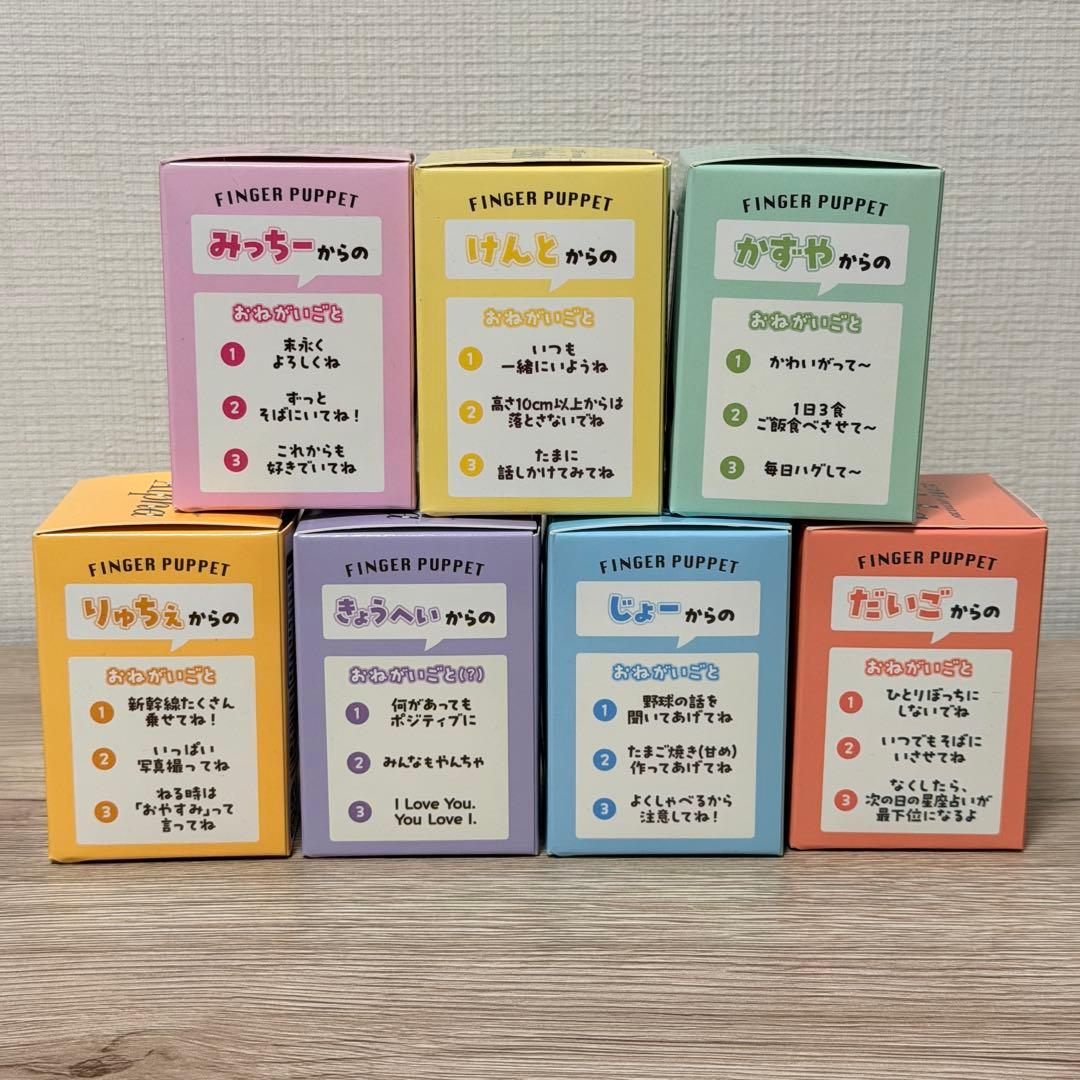 FINGER PUPPET
みっちーからの
おねがいごと
1 末永く
よろしくね
2 ずっと
そばにいてね!
3 これからも
好きでいてね
FINGER PUPPET
けんとからの
おねがいごと
1 いつも
一緒にいようね
2 高さ10cm以上からは
落とさないでね
3 たまに
話しかけてみてね
FINGER PUPPET
かずやからの
おねがいごと
1 かわいがって〜
2 1日3食
ご飯食べさせて〜
3 毎日ハグして〜
FINGER PUPPET
りゅちぇからの
おねがいごと
1 新幹線たくさん
乗せてね!
2 いっぱい
写真撮ってね
3 ねる時は
「おやすみ」って
言ってね
FINGER PUPPET
きょうへいからの
おねがいごと(?)
1 何があっても
ポジティブに
2 みんなもやんちゃ
3 I Love You.
You Love I.
FINGER PUPPET
じょーからの
おねがいごと
1 野球の話を
聞いてあげてね
2 たまご焼き(甘め)
作ってあげてね
3 よくしゃべるから
注意してね!
FINGER PUPPET
だいごからの
おねがいごと
1 ひとりぼっちに
しないでね
2 いつでもそばに
いさせてね
3 なくしたら、
次の日の星座占いが
最下位になるよ